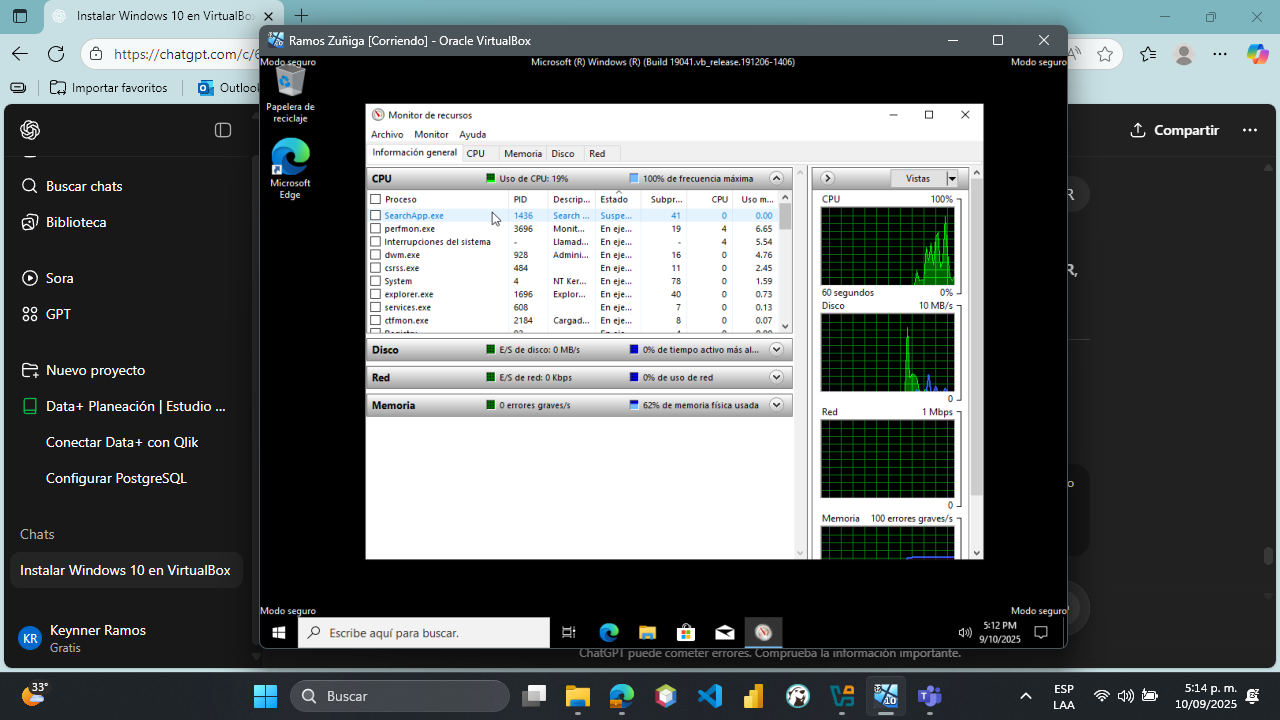 Instalar Windows 10 en VirtualBo
https://chatgpt.com/c/6
Importar favoritos
Outloo
Ramos Zuñiga [Corriendo] - Oracle VirtualBox
Modo seguro
Microsoft (R) Windows (R) (Build 19041.vb_release.191206-1406)
Modo seguro
Papelera de
reciclaje
Microsoft
Edge
Monitor de recursos
Archivo Monitor Ayuda
Información general CPU Memoria Disco Red
CPU Uso de CPU: 19% 100% de frecuencia máxima
Proceso PID Descrip... Estado Subpr... CPU Uso m...
SearchApp.exe 1436 Search ... Suspe... 41 0 0.00
perfmon.exe 3696 Monit... En eje... 19 4 6.65
Interrupciones del sistema - Llamad... En eje... - 4 5.54
dwm.exe 928 Admini... En eje... 16 0 4.76
csrss.exe 484 En eje... 11 0 2.45
System 4 NT Ker... En eje... 78 0 1.59
explorer.exe 1696 Explor... En eje... 40 0 0.73
services.exe 608 En eje... 7 0 0.13
ctfmon.exe 2184 Cargad... En eje... 8 0 0.07
Disco E/S de disco: 0 MB/s 0% de tiempo activo más al...
Red E/S de red: 0 Kbps 0% de uso de red
Memoria 0 errores graves/s 62% de memoria física usada
Vistas
CPU 100%
60 segundos 0%
Disco 10 MB/s
0
Red 1 Mbps
0
Memoria 100 errores graves/s
Modo seguro
Modo seguro
Escribe aquí para buscar.
5:12 PM
9/10/2025
Buscar chats
Biblioteca
Sora
GPT
Nuevo proyecto
Data+ Planeación | Estudio ...
Conectar Data+ con Qlik
Configurar PostgreSQL
Chats
Instalar Windows 10 en VirtualBox
KR
Keynner Ramos
Gratis
Compartir
R
R,
o
ChatGPT puede cometer errores. Comprueba la información importante.
33°
Buscar
ESP
LAA
5:14 p. m.
10/09/2025